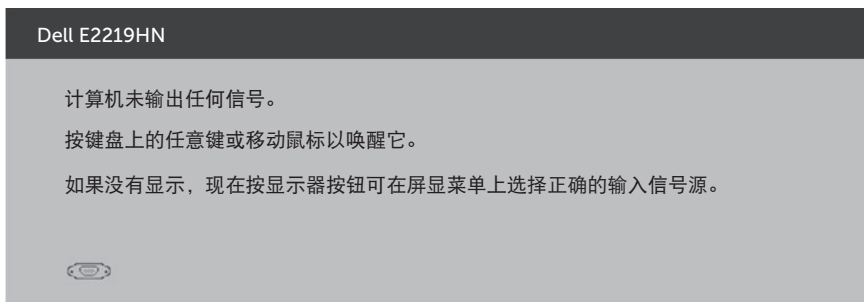 Dell E2219HN
计算机未输出任何信号。
按键盘上的任意键或移动鼠标以唤醒它。
如果没有显示，现在按显示器按钮可在屏显菜单上选择正确的输入信号源。